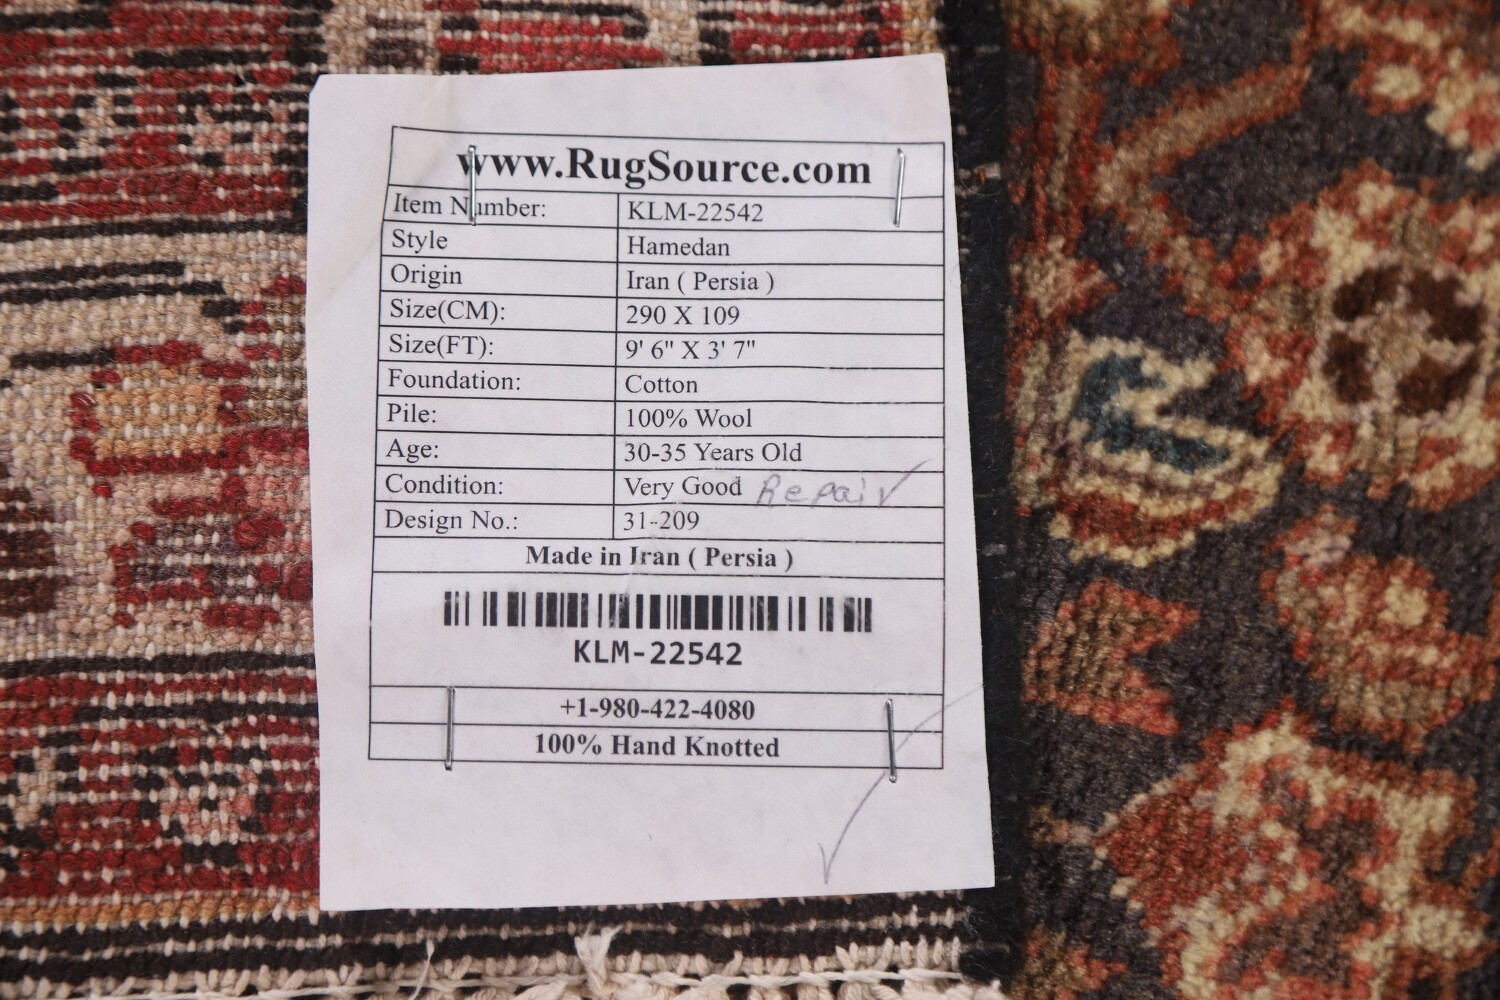 www.RugSource.com
Item Number: KLM-22542
Style Hamedan
Origin Iran ( Persia )
Size(CM): 290 X 109
Size(FT): 9' 6" X 3' 7"
Foundation: Cotton
Pile: 100% Wool
Age: 30-35 Years Old
Condition: Very Good Repair
Design No.: 31-209
Made in Iran ( Persia )
KLM-22542
+1-980-422-4080
100% Hand Knotted